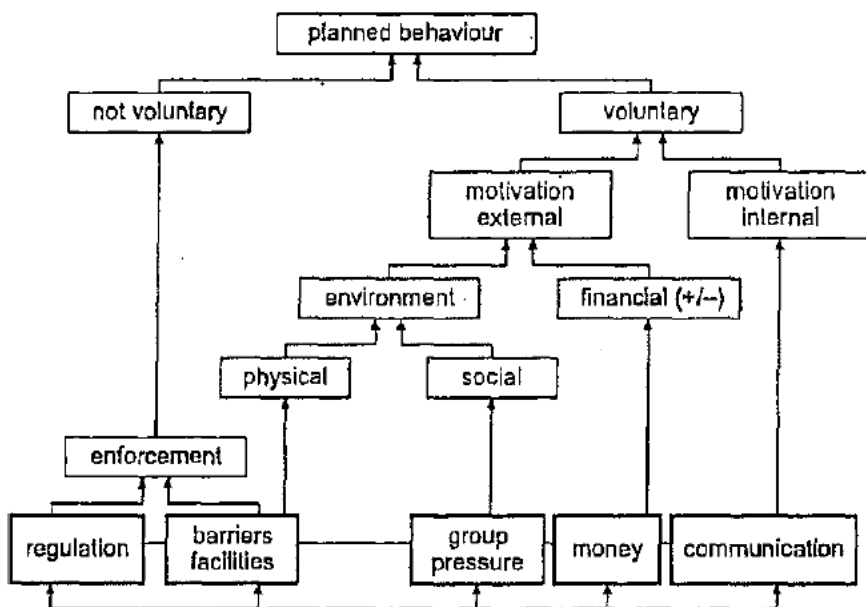 planned behaviour
not voluntary
voluntary
motivation
external
motivation
internal
environment
financial (+/--)
physical
social
enforcement
regulation
barriers
facilities
group
pressure
money
communication